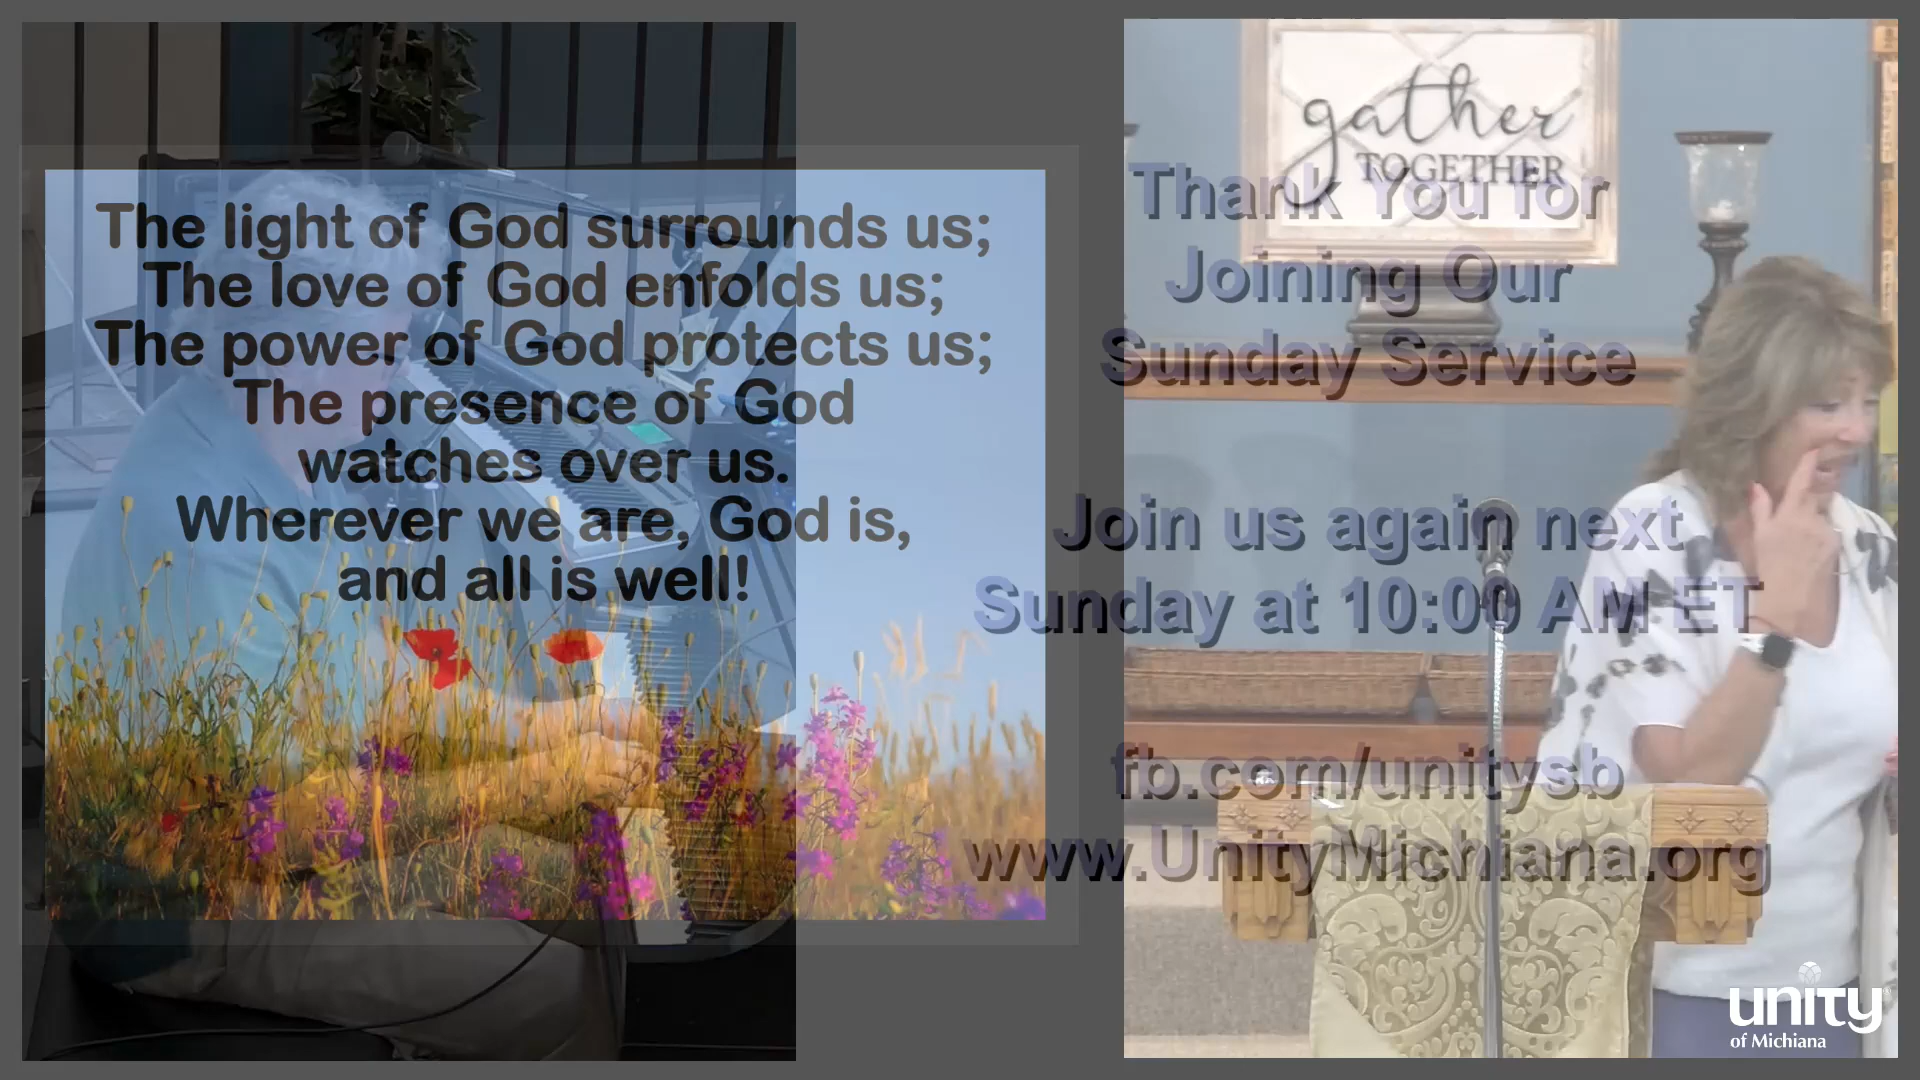 The light of God surrounds us;
The love of God enfolds us;
The power of God protects us;
The presence of God
watches over us.
Wherever we are, God is,
and all is well!
gather
TOGETHER
Thank You for
Joining Our
Sunday Service
Join us again next
Sunday at 10:00 AM ET
fb.com/unitysb
www.UnityMichiana.org
unity
of Michiana